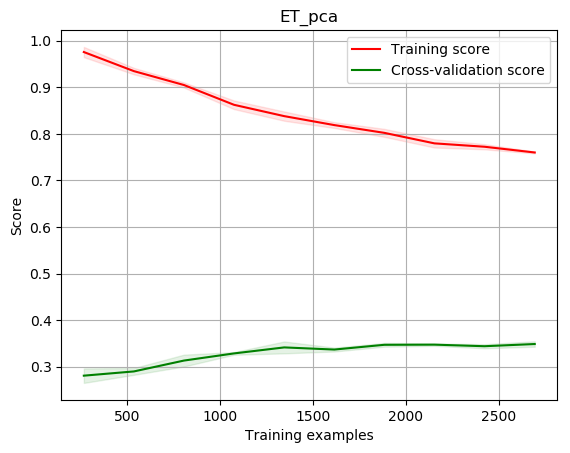 ET_pca
Training score
Cross-validation score
1.0
0.9
0.8
0.7
0.6
0.5
0.4
0.3
Score
500
1000
1500
2000
2500
Training examples